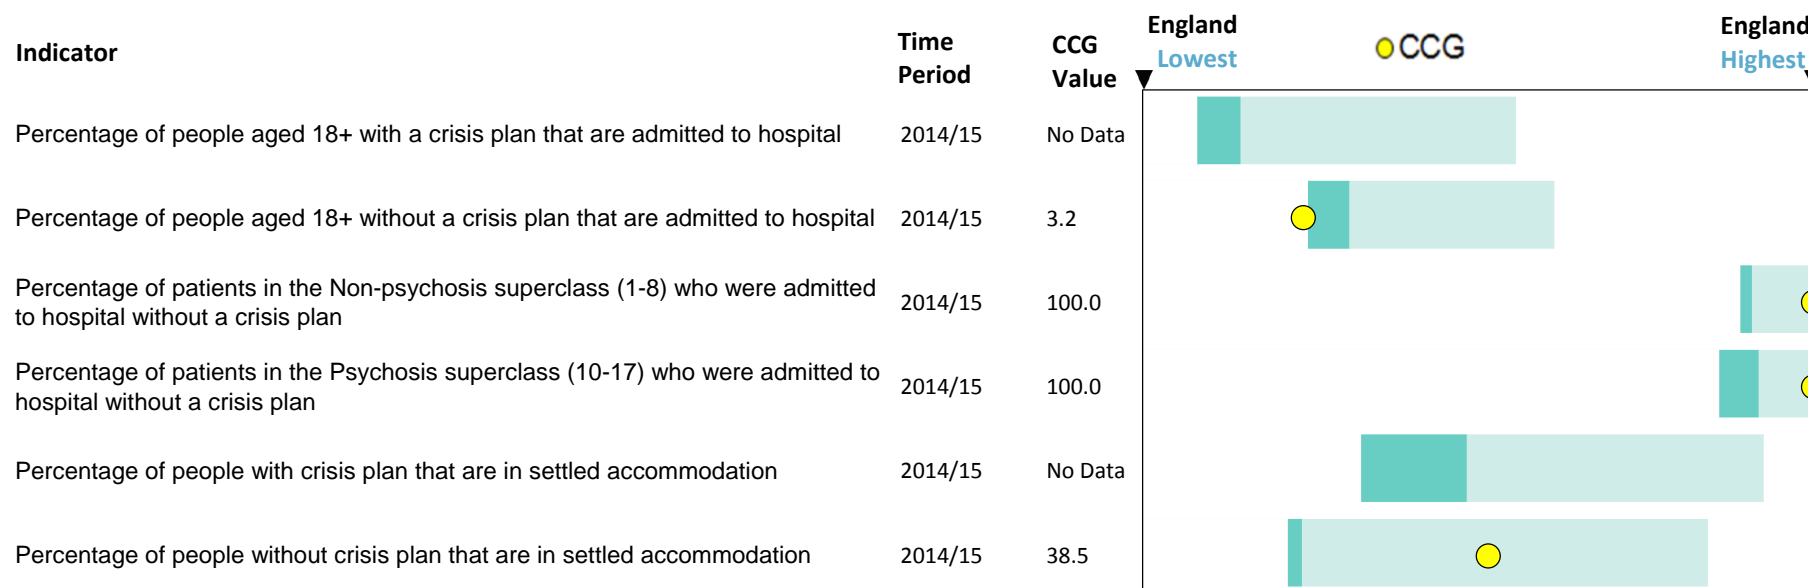 Indicator
Time Period
CCG Value
England Lowest
CCG
England Highest
Percentage of people aged 18+ with a crisis plan that are admitted to hospital 2014/15 No Data
Percentage of people aged 18+ without a crisis plan that are admitted to hospital 2014/15 3.2
Percentage of patients in the Non-psychosis superclass (1-8) who were admitted
to hospital without a crisis plan 2014/15 100.0
Percentage of patients in the Psychosis superclass (10-17) who were admitted to
hospital without a crisis plan 2014/15 100.0
Percentage of people with crisis plan that are in settled accommodation 2014/15 No Data
Percentage of people without crisis plan that are in settled accommodation 2014/15 38.5